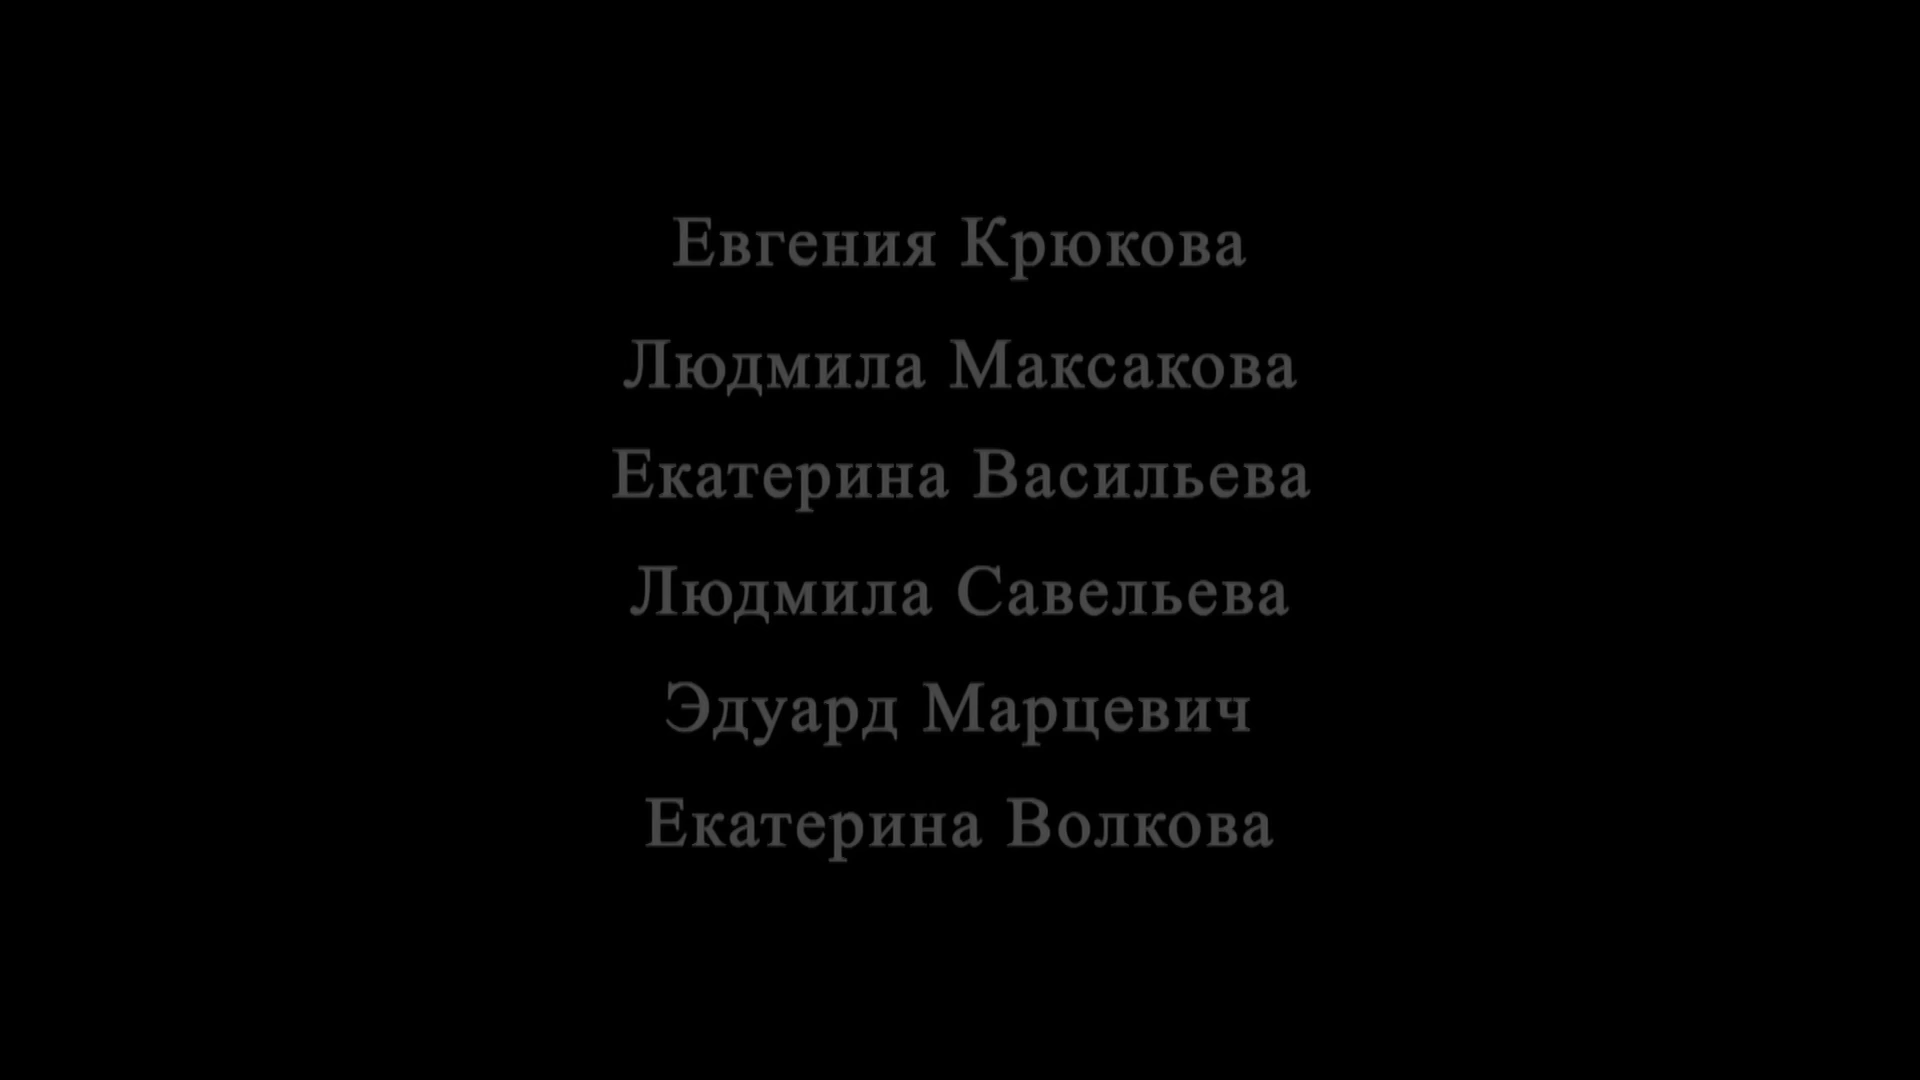 Евгения Крюкова
Людмила Максакова
Екатерина Васильева
Людмила Савельева
Эдуард Марцевич
Екатерина Волкова